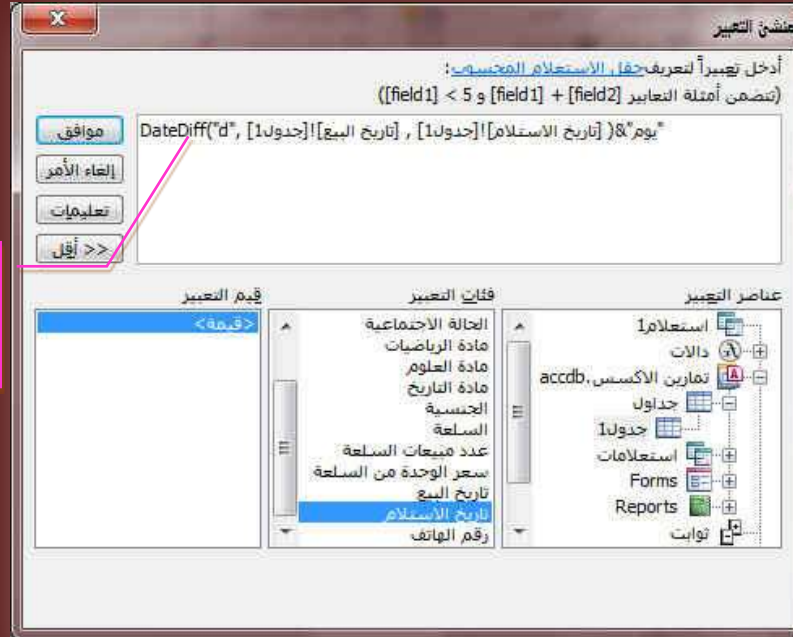 منشئ التعبير
أدخل تعبيراً لتعريف حقل الاستعلام المحسوب:
(تتضمن أمثلة التعابير [field1] + [field2] و [field1] < 5)
DateDiff("d", [جدول1]![تاريخ البيع] , [جدول1]![تاريخ الاستلام] )&"يوم"
موافق
إلغاء الأمر
تعليمات
<< أقل
عناصر التعبير
استعلام1
دالات
تمارين الاكسس.accdb
جداول
جدول1
استعلامات
Forms
Reports
ثوابت
فئات التعبير
الحالة الاجتماعية
مادة الرياضيات
مادة العلوم
مادة التاريخ
الجنسية
السلعة
عدد مبيعات السلعة
سعر الوحدة من السلعة
تاريخ البيع
تاريخ الاستلام
رقم الهاتف
قيم التعبير
<قيمة>